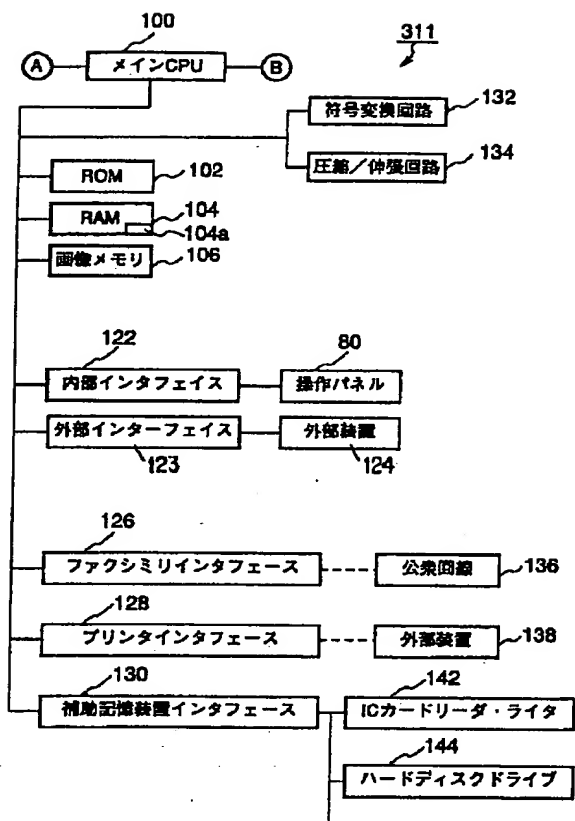 100
311
A
メインCPU
B
符号変換回路
132
圧縮/伸張回路
134
ROM
102
RAM
104
104a
画像メモリ
106
122
80
内部インタフェイス
操作パネル
外部インターフェイス
外部装置
123
124
126
ファクシミリインタフェース
公衆回線
136
128
プリンタインタフェース
外部装置
138
130
142
補助記憶装置インタフェース
ICカードリーダ・ライタ
144
ハードディスクドライブ